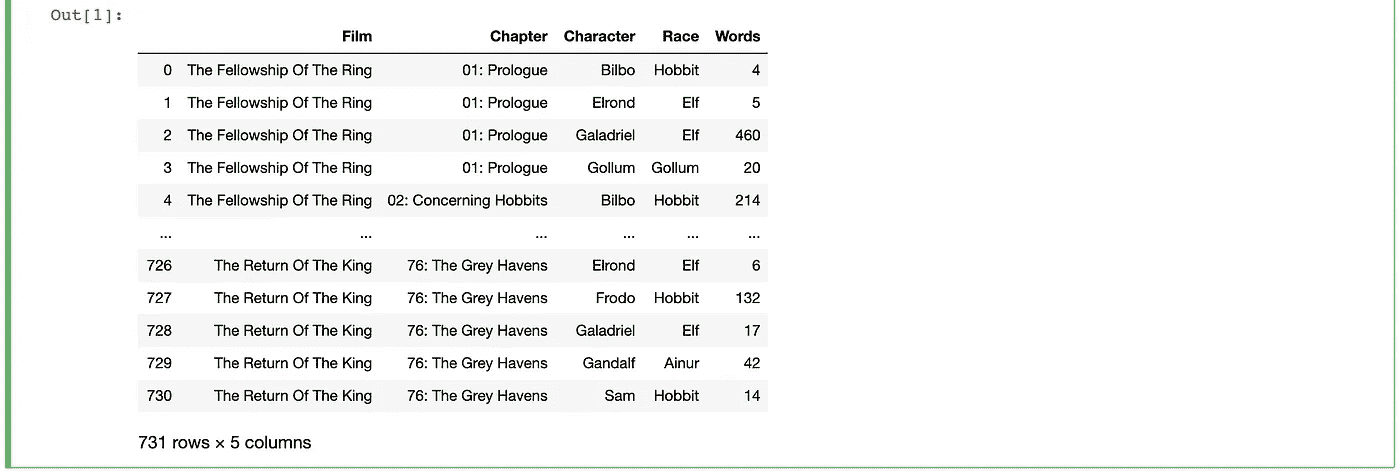 Out[1]:
Film Chapter Character Race Words
0 The Fellowship Of The Ring 01: Prologue Bilbo Hobbit 4
1 The Fellowship Of The Ring 01: Prologue Elrond Elf 5
2 The Fellowship Of The Ring 01: Prologue Galadriel Elf 460
3 The Fellowship Of The Ring 01: Prologue Gollum Gollum 20
4 The Fellowship Of The Ring 02: Concerning Hobbits Bilbo Hobbit 214
... ... ... ... ... ...
726 The Return Of The King 76: The Grey Havens Elrond Elf 6
727 The Return Of The King 76: The Grey Havens Frodo Hobbit 132
728 The Return Of The King 76: The Grey Havens Galadriel Elf 17
729 The Return Of The King 76: The Grey Havens Gandalf Ainur 42
730 The Return Of The King 76: The Grey Havens Sam Hobbit 14
731 rows × 5 columns